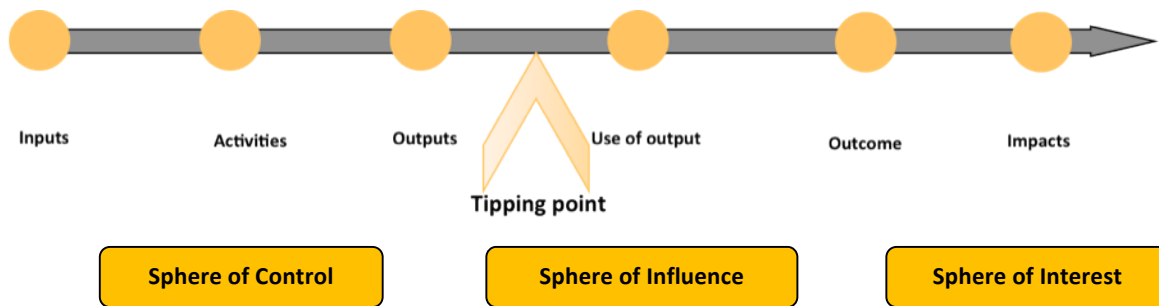 Inputs
Activities
Outputs
Use of output
Outcome
Impacts
Tipping point
Sphere of Control
Sphere of Influence
Sphere of Interest